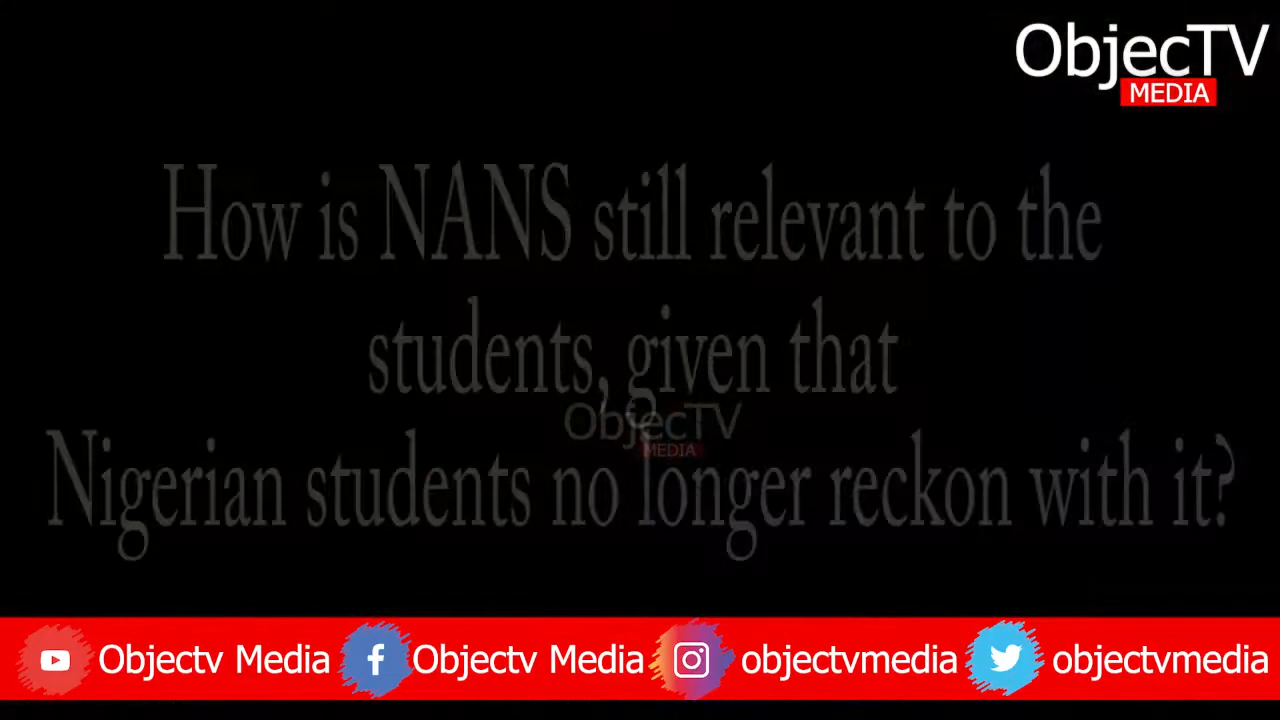 ObjecTV
MEDIA
How is NANS still relevant to the
students, given that
ObjecTV
MEDIA
Nigerian students no longer reckon with it?
Objectv Media Objectv Media objectvmedia objectvmedia